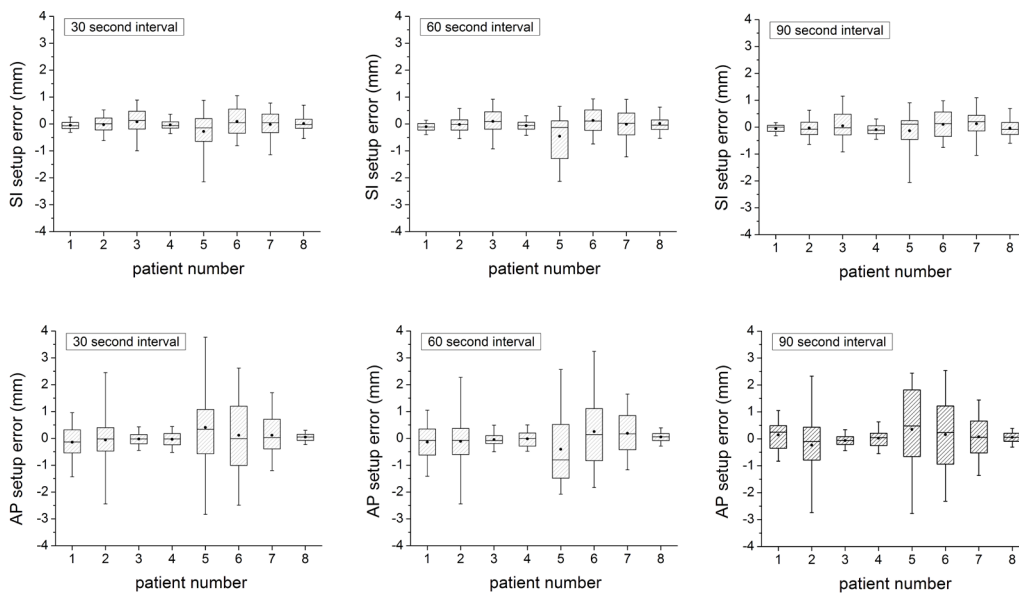 30 second interval
SI setup error (mm)
4
3
2
1
0
-1
-2
-3
-4
1 2 3 4 5 6 7 8
patient number
60 second interval
SI setup error (mm)
4
3
2
1
0
-1
-2
-3
-4
1 2 3 4 5 6 7 8
patient number
90 second interval
SI setup error (mm)
4
3
2
1
0
-1
-2
-3
-4
1 2 3 4 5 6 7 8
patient number
30 second interval
AP setup error (mm)
4
3
2
1
0
-1
-2
-3
-4
1 2 3 4 5 6 7 8
patient number
60 second interval
AP setup error (mm)
4
3
2
1
0
-1
-2
-3
-4
1 2 3 4 5 6 7 8
patient number
90 second interval
AP setup error (mm)
4
3
2
1
0
-1
-2
-3
-4
1 2 3 4 5 6 7 8
patient number